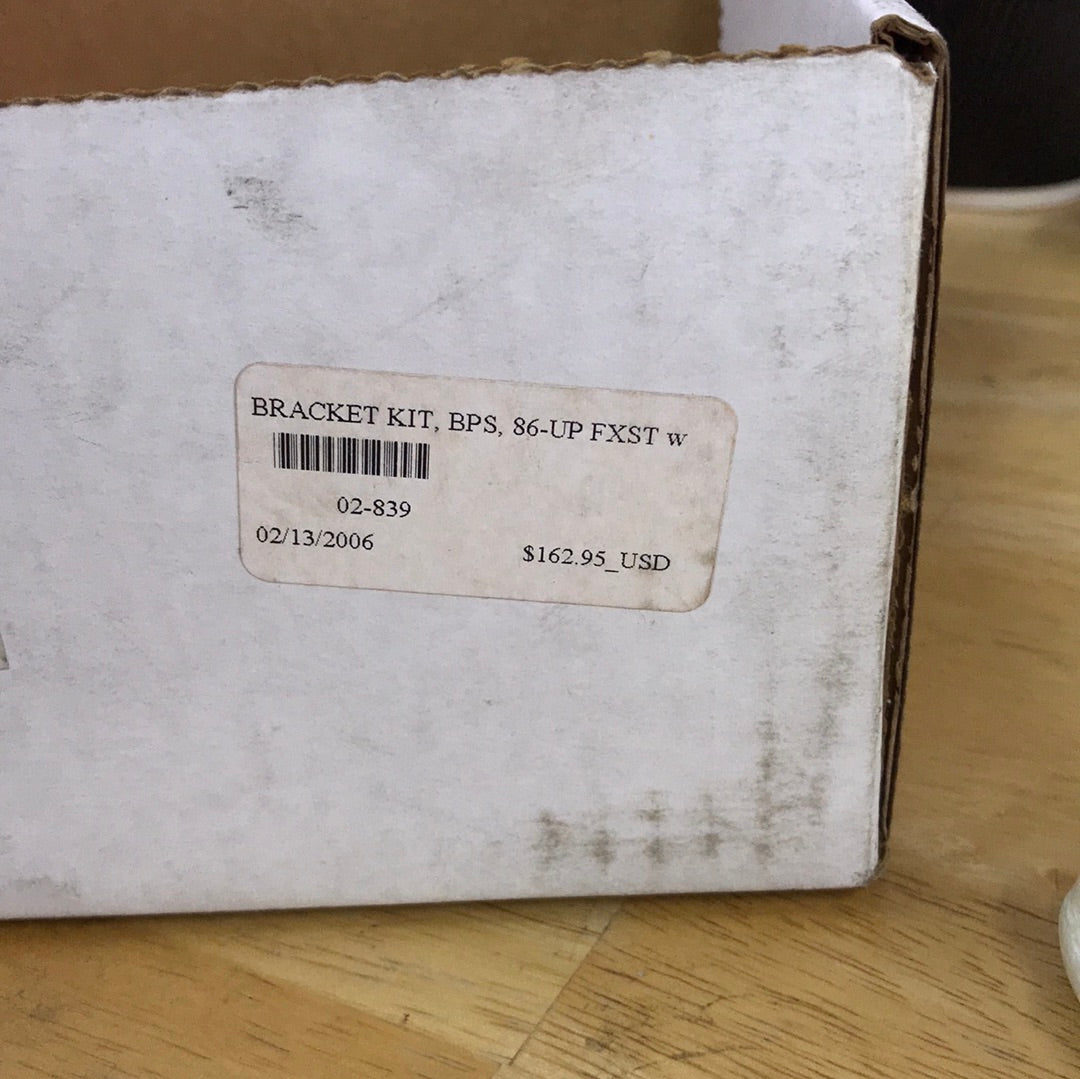 BRACKET KIT, BPS, 86-UP FXST w
02-839
02/13/2006
$162.95_USD